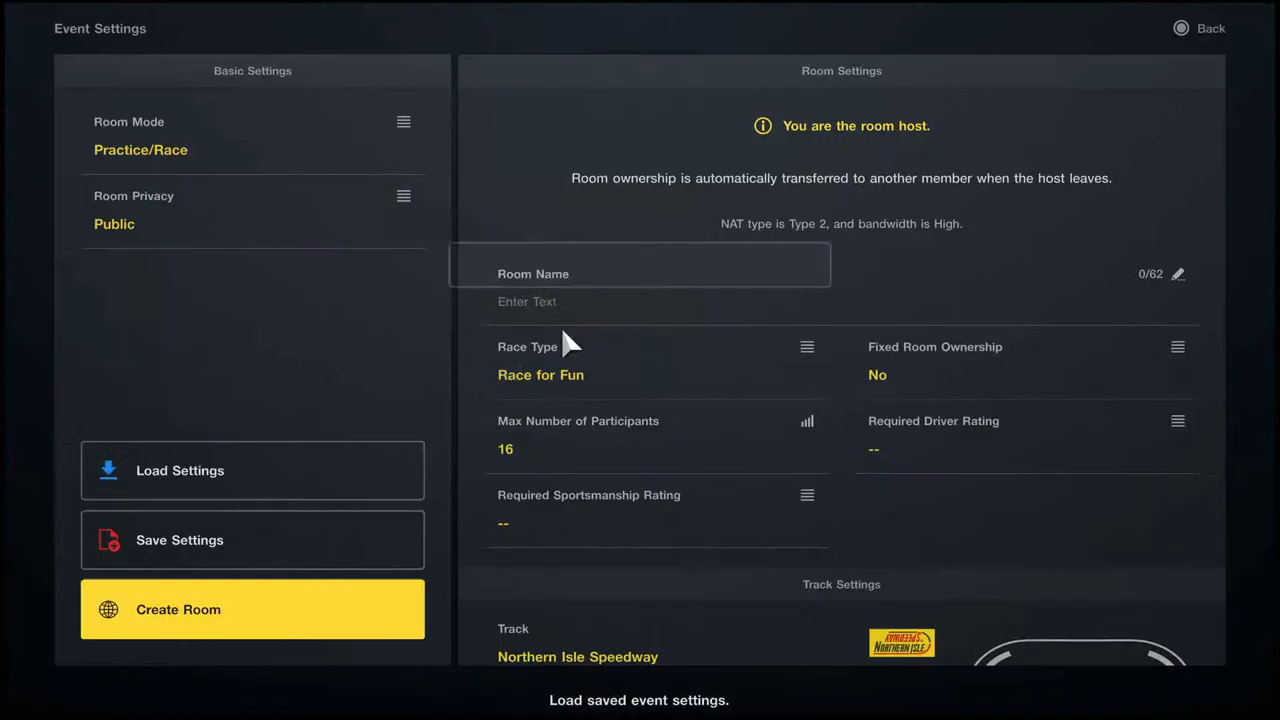 Event Settings
Back
Basic Settings
Room Mode
Practice/Race
Room Privacy
Public
Load Settings
Save Settings
Create Room
Room Settings
You are the room host.
Room ownership is automatically transferred to another member when the host leaves.
NAT type is Type 2, and bandwidth is High.
Room Name
0/62
Enter Text
Race Type
Race for Fun
Fixed Room Ownership
No
Max Number of Participants
16
Required Driver Rating
--
Required Sportsmanship Rating
--
Track Settings
Track
Northern Isle Speedway
SPEEDWAY
NORTHERN ISLE
Load saved event settings.